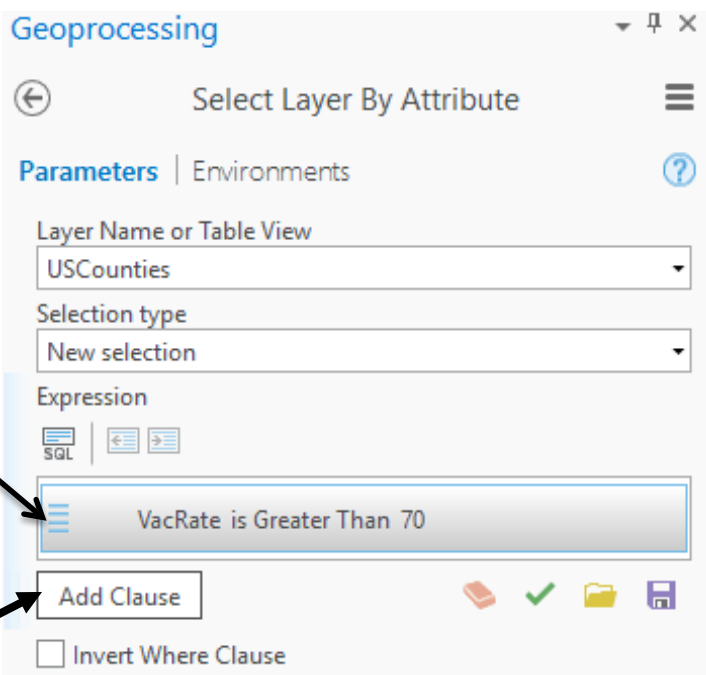 Geoprocessing
Select Layer By Attribute
Parameters | Environments
Layer Name or Table View
USCounties
Selection type
New selection
Expression
SQL
VacRate is Greater Than 70
Add Clause
Invert Where Clause